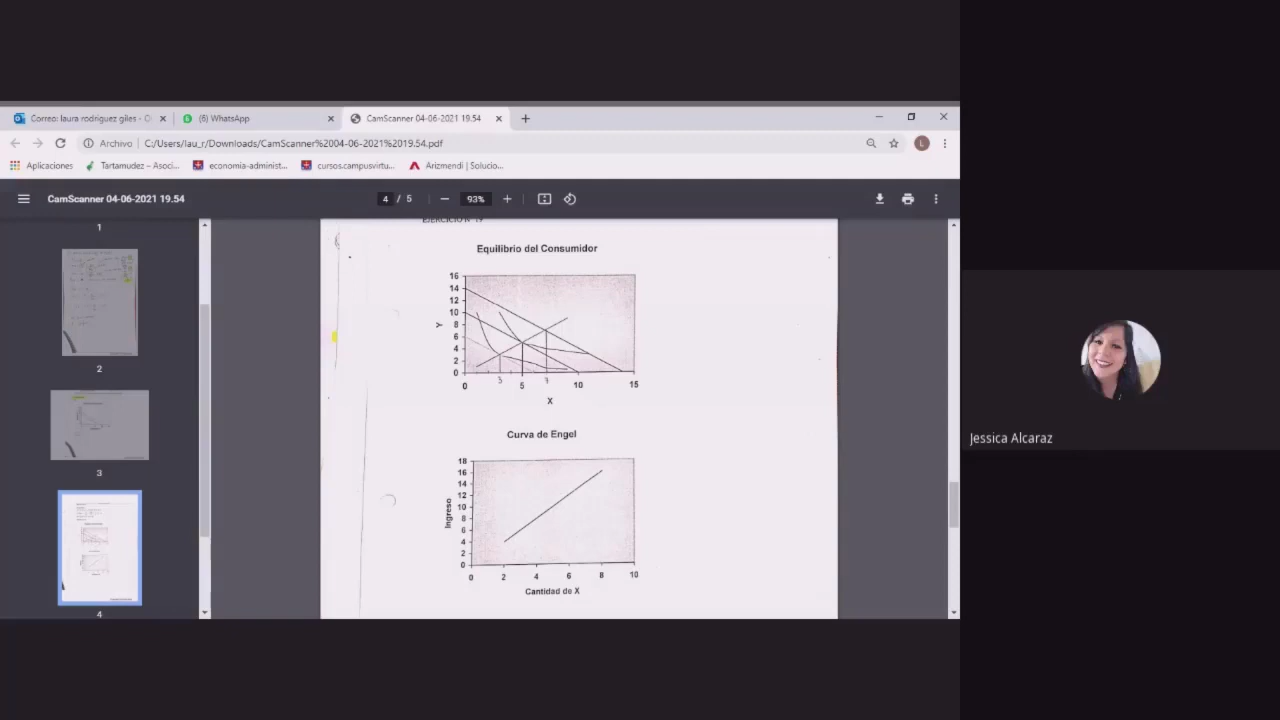 Correo: laura rodriguez giles - O
(6) WhatsApp
CamScanner 04-06-2021 19.54
Archivo | C:/Users/lau_r/Downloads/CamScanner%2004-06-2021%2019.54.pdf
L
Aplicaciones
Tartamudez – Asoci...
economia-administ...
cursos.campusvirtu...
Arizmendi | Solucio...
CamScanner 04-06-2021 19.54
4 / 5
93%
1
2
3
4
EJERCICIO N° 19
Equilibrio del Consumidor
16
14
12
10
8
6
4
2
0
Y
0 3 5 7 10 15
X
Curva de Engel
18
16
14
12
10
8
6
4
2
0
Ingreso
0 2 4 6 8 10
Cantidad de X
Jessica Alcaraz